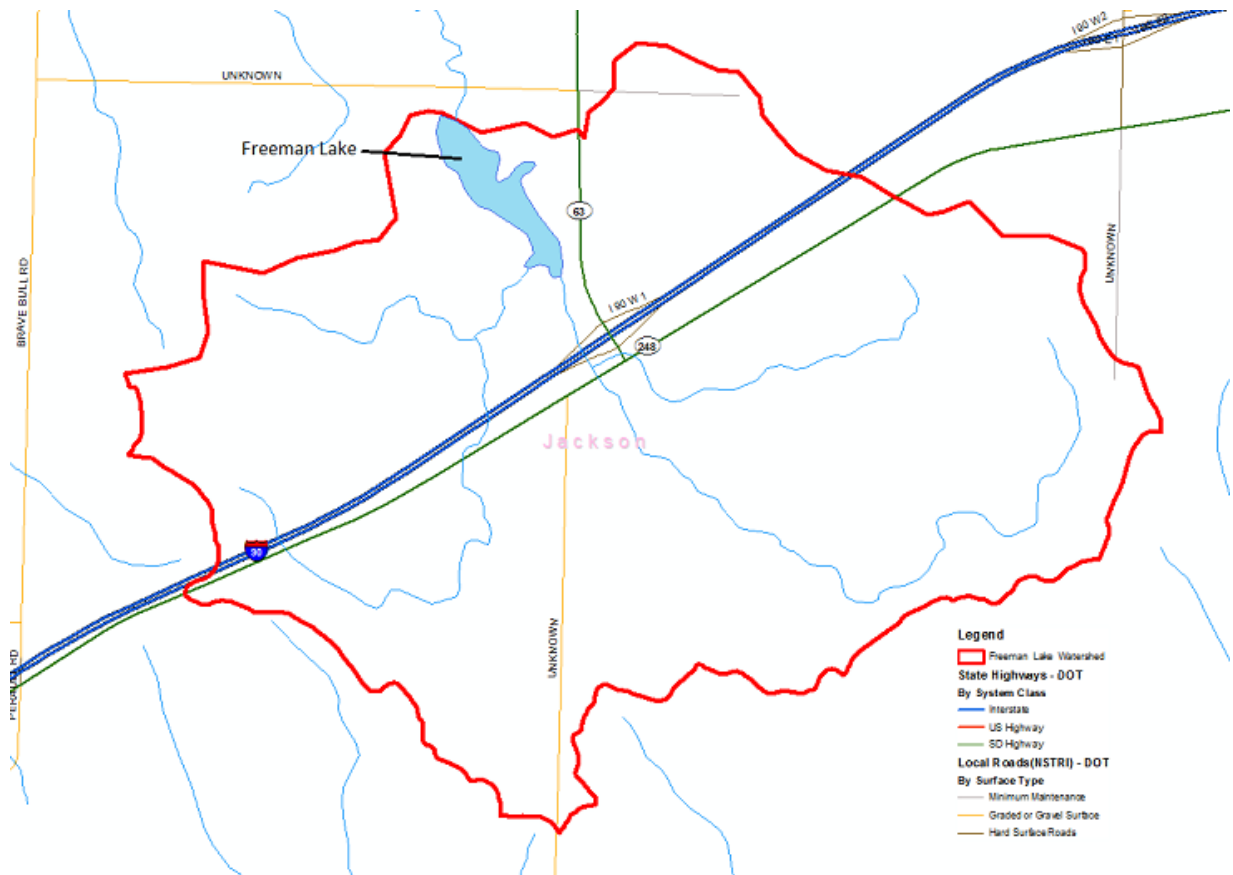 I 90 W 2
UNKNOWN
Freeman Lake
63
UNKNOWN
BRAVE BULL RD
I 90 W 1
248
Jackson
90
UNKNOWN
RD
Legend
Freeman Lake Watershed
State Highways - DOT
By System Class
Interstate
US Highway
SD Highway
Local Roads(NSTRI) - DOT
By Surface Type
Minimum Maintenance
Graded or Gravel Surface
Hard Surface Roads